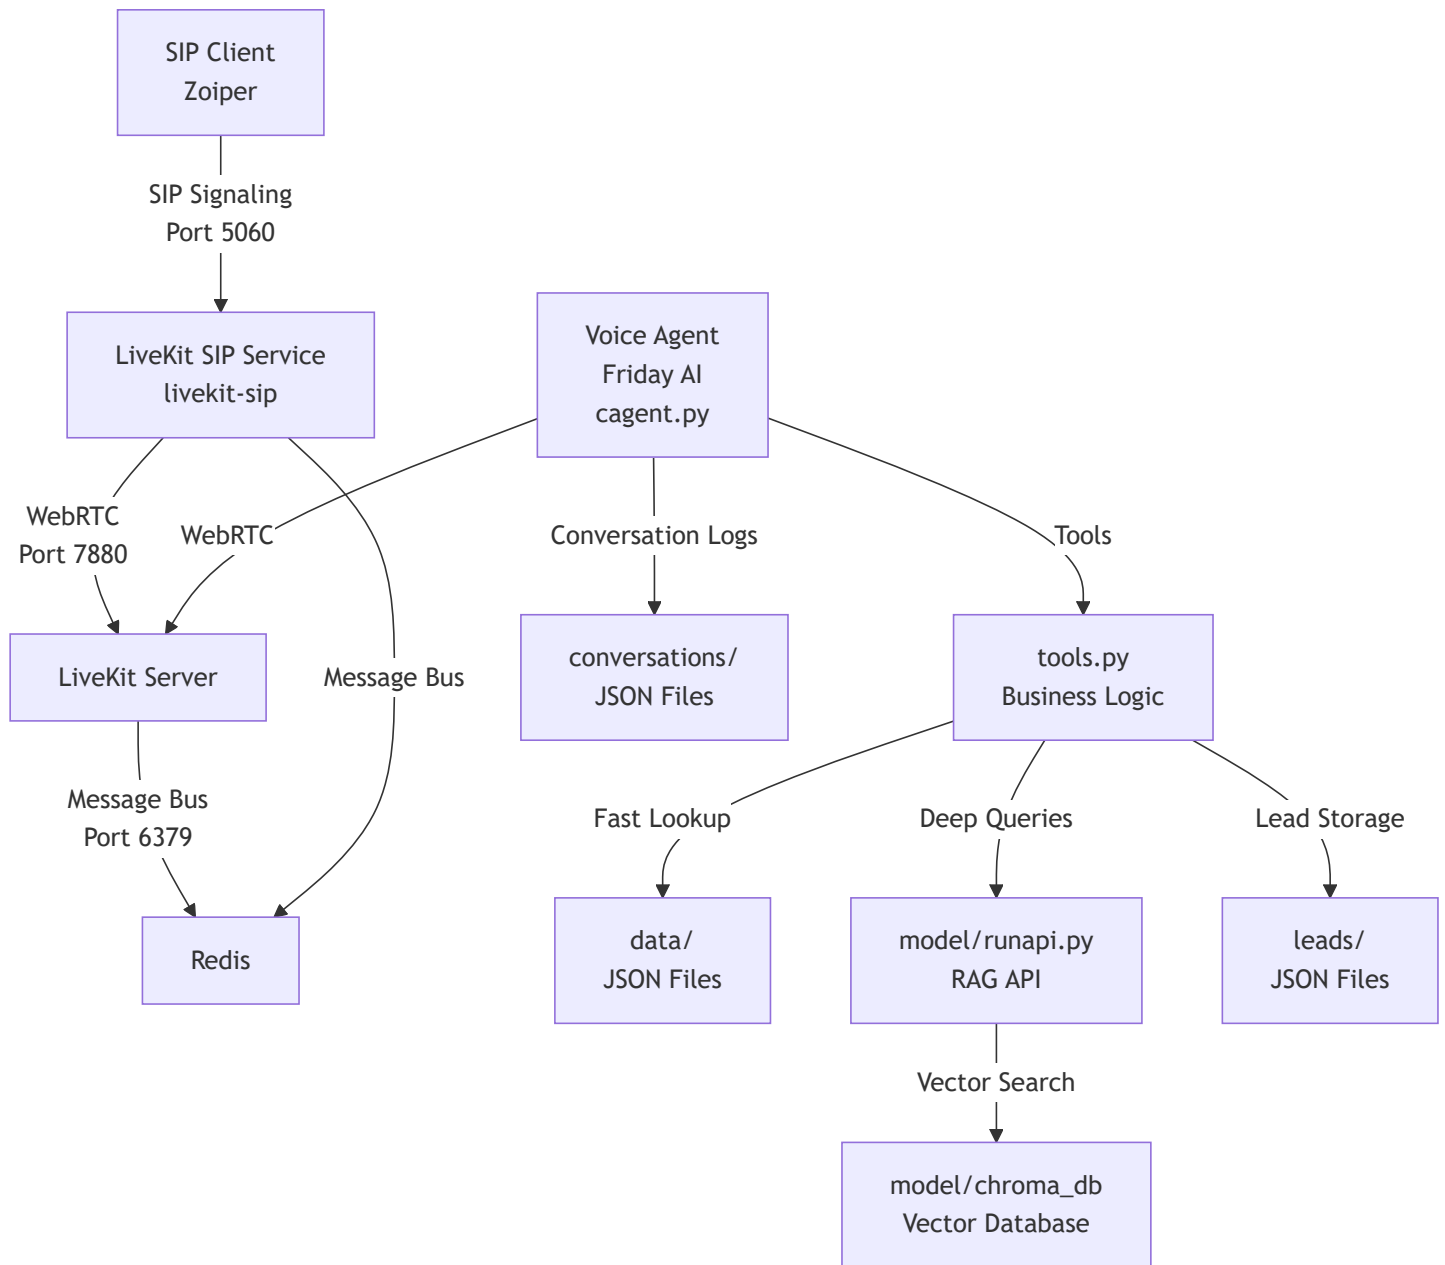 SIP Client
Zoiper
SIP Signaling
Port 5060
LiveKit SIP Service
livekit-sip
Voice Agent
Friday AI
cagent.py
WebRTC
Port 7880
WebRTC
Conversation Logs
Tools
LiveKit Server
Message Bus
conversations/
JSON Files
tools.py
Business Logic
Message Bus
Port 6379
Fast Lookup
Deep Queries
Lead Storage
Redis
data/
JSON Files
model/runapi.py
RAG API
leads/
JSON Files
Vector Search
model/chroma_db
Vector Database